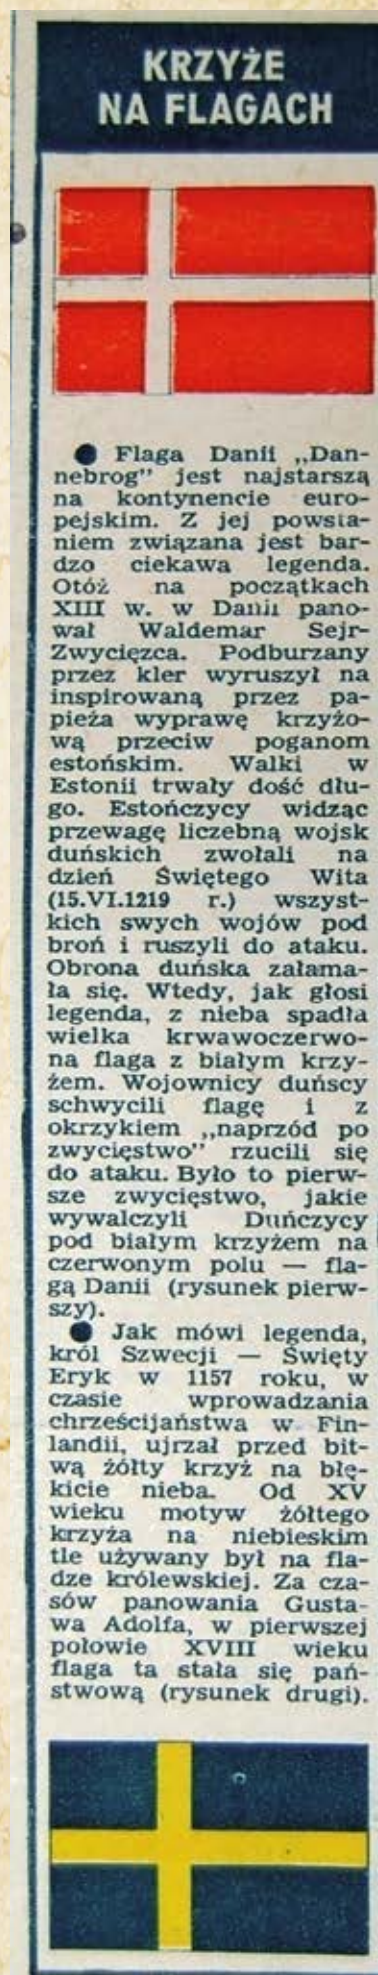 KRZYŻE
NA FLAGACH
● Flaga Danii „Dan-
nebrog” jest najstarszą
na kontynencie euro-
pejskim. Z jej powsta-
niem związana jest bar-
dzo ciekawa legenda.
Otóż na początkach
XIII w. w Danii pano-
wał Waldemar Sejr-
Zwycięzca. Podburzany
przez kler wyruszył na
inspirowaną przez pa-
pieża wyprawę krzyżo-
wą przeciw poganom
estońskim. Walki w
Estonii trwały dość dłu-
go. Estończycy widząc
przewagę liczebną wojsk
duńskich zwołali na
dzień Świętego Wita
(15.VI.1219 r.) wszyst-
kich swych wojów pod
broń i ruszyli do ataku.
Obrona duńska załama-
ła się. Wtedy, jak głosi
legenda, z nieba spadła
wielka krwawoczerwo-
na flaga z białym krzy-
żem. Wojownicy duńscy
schwycili flagę i z
okrzykiem „naprzód po
zwycięstwo” rzucili się
do ataku. Było to pierw-
sze zwycięstwo, jakie
wywalczyli Duńczycy
pod białym krzyżem na
czerwonym polu — fla-
gą Danii (rysunek pierw-
szy).
● Jak mówi legenda,
król Szwecji — Święty
Eryk w 1157 roku, w
czasie wprowadzania
chrześcijaństwa w Fin-
landii, ujrzał przed bit-
wą żółty krzyż na błę-
kicie nieba. Od XV
wieku motyw żółtego
krzyża na niebieskim
tle używany był na fla-
dze królewskiej. Za cza-
sów panowania Gusta-
wa Adolfa, w pierwszej
połowie XVIII wieku
flaga ta stała się pań-
stwową (rysunek drugi).